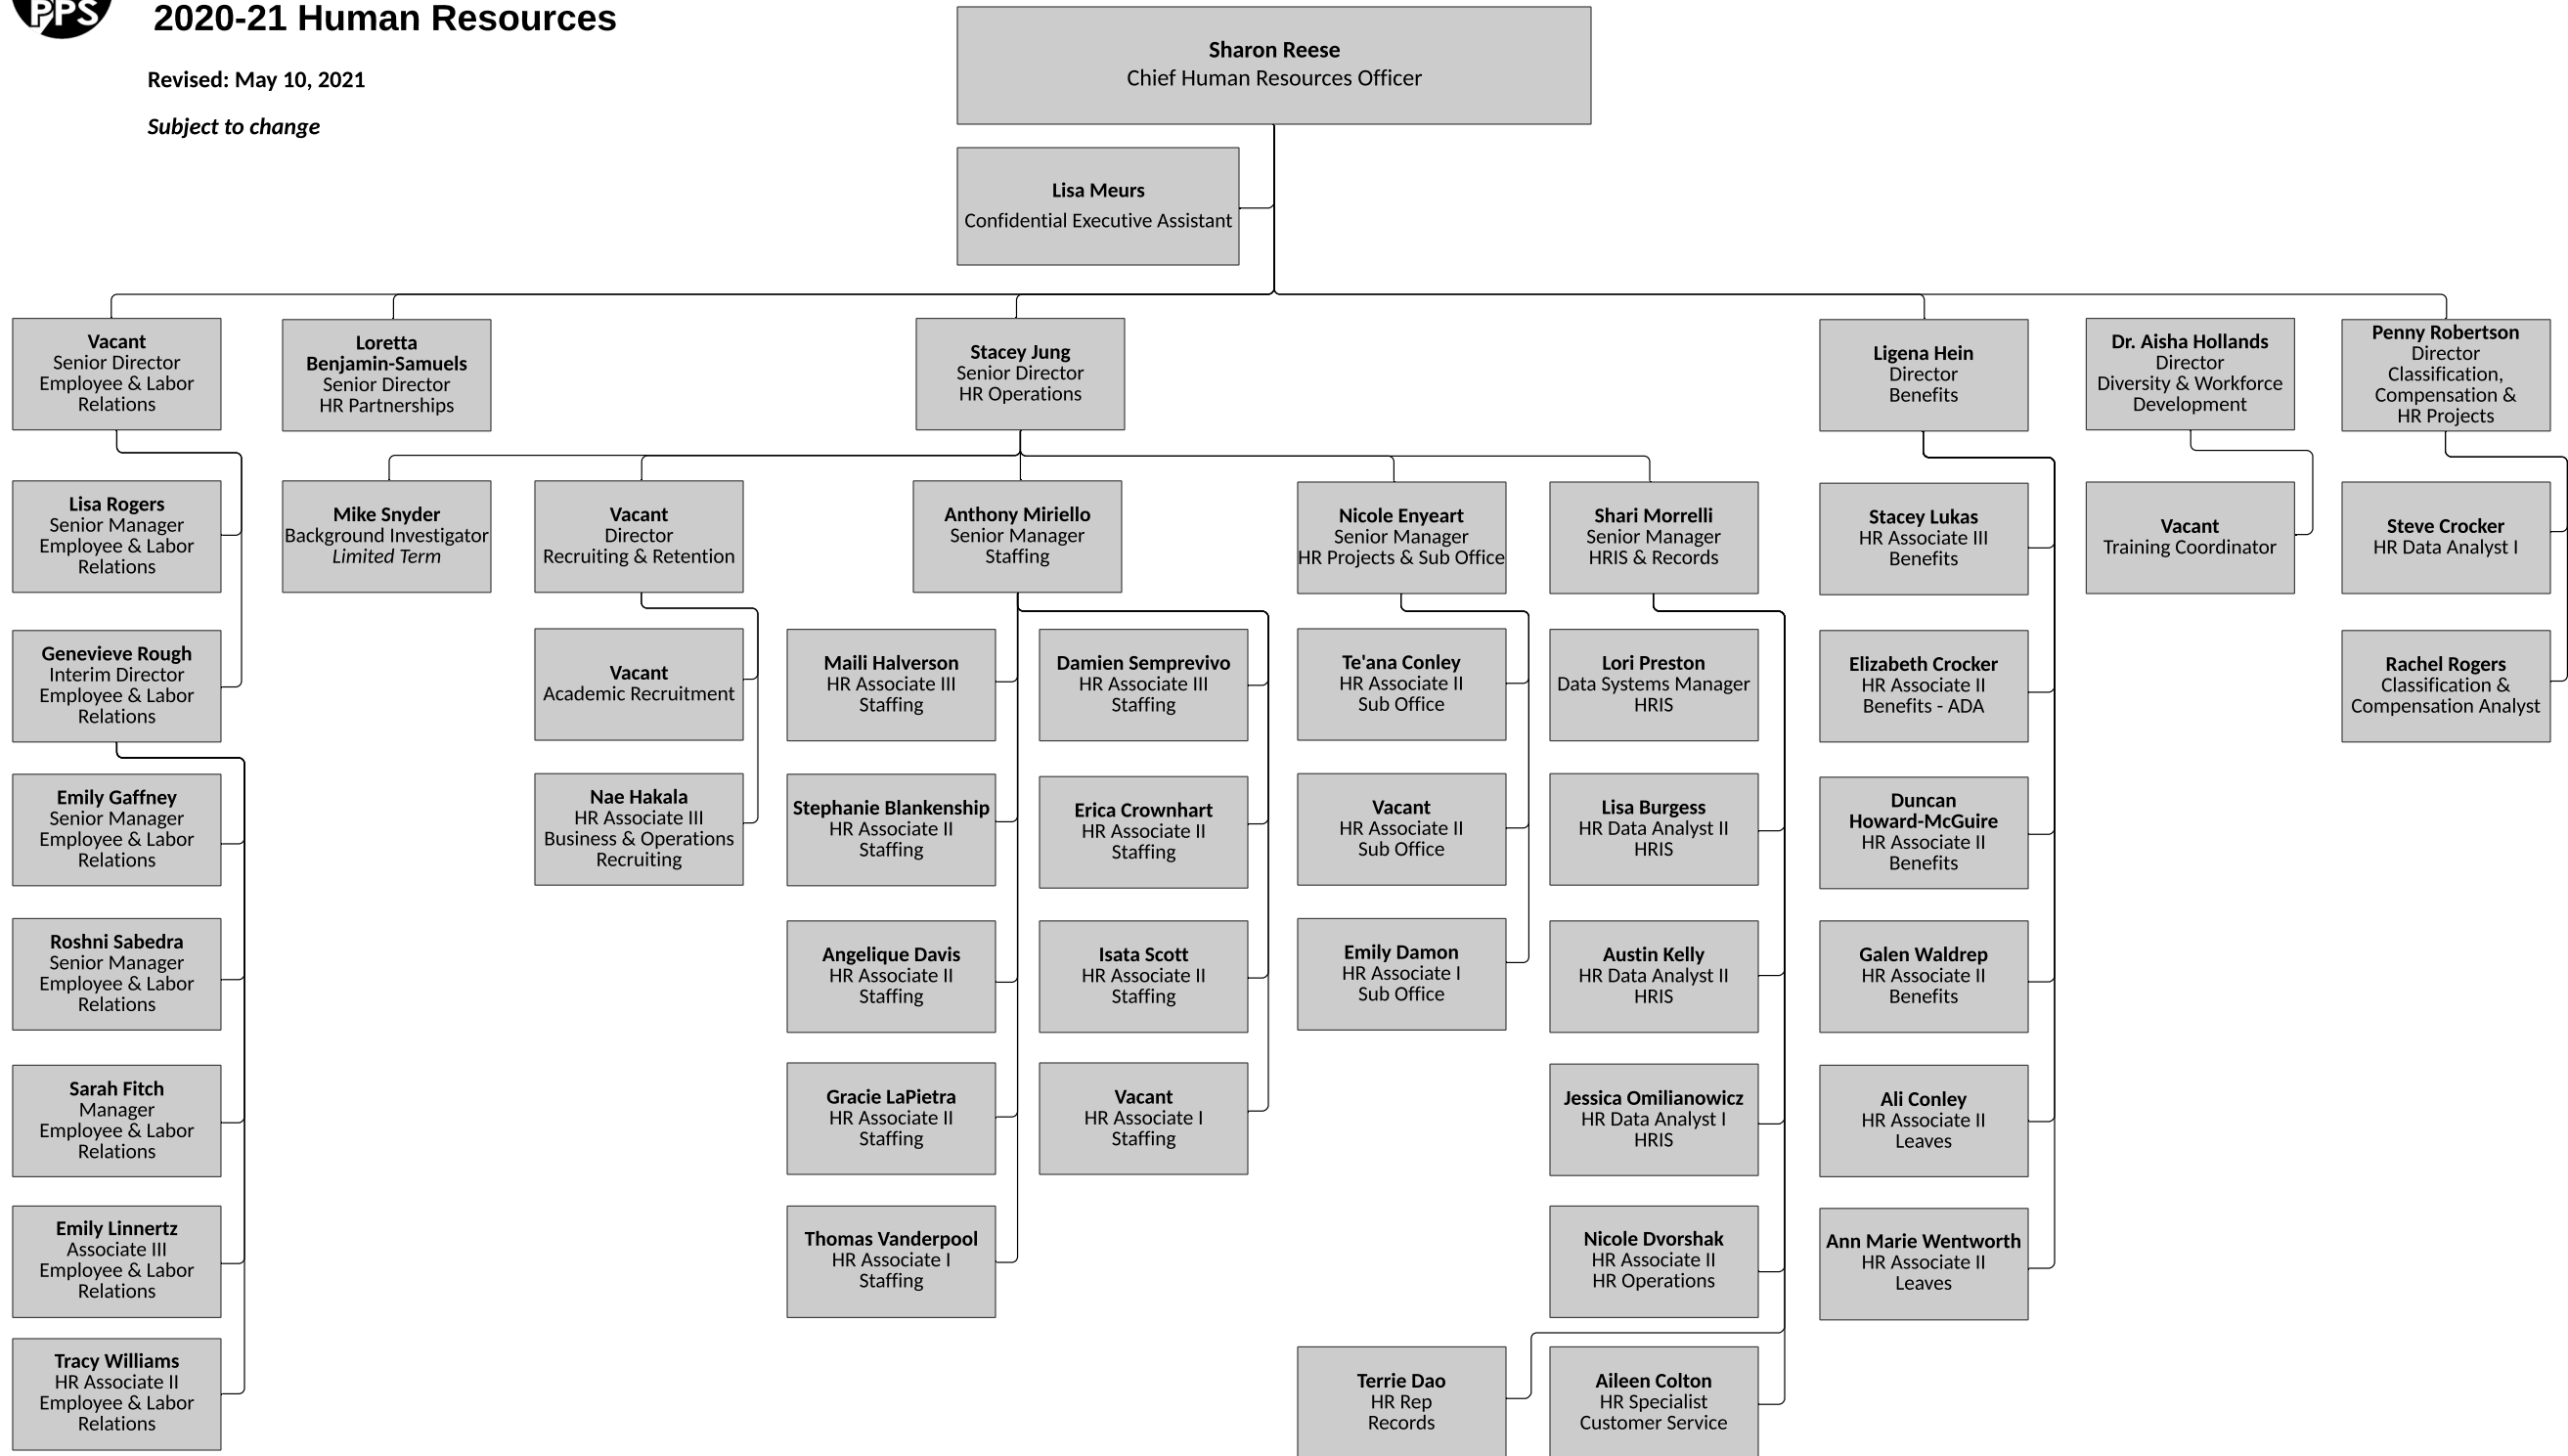 PPS
2020-21 Human Resources
Revised: May 10, 2021
Subject to change
Sharon Reese
Chief Human Resources Officer
Lisa Meurs
Confidential Executive Assistant
Vacant
Senior Director
Employee & Labor
Relations
Loretta
Benjamin-Samuels
Senior Director
HR Partnerships
Stacey Jung
Senior Director
HR Operations
Ligena Hein
Director
Benefits
Dr. Aisha Hollands
Director
Diversity & Workforce
Development
Penny Robertson
Director
Classification,
Compensation &
HR Projects
Lisa Rogers
Senior Manager
Employee & Labor
Relations
Mike Snyder
Background Investigator
Limited Term
Vacant
Director
Recruiting & Retention
Anthony Miriello
Senior Manager
Staffing
Nicole Enyeart
Senior Manager
HR Projects & Sub Office
Shari Morrelli
Senior Manager
HRIS & Records
Stacey Lukas
HR Associate III
Benefits
Vacant
Training Coordinator
Steve Crocker
HR Data Analyst I
Genevieve Rough
Interim Director
Employee & Labor
Relations
Vacant
Academic Recruitment
Maili Halverson
HR Associate III
Staffing
Damien Semprevivo
HR Associate III
Staffing
Te'ana Conley
HR Associate II
Sub Office
Lori Preston
Data Systems Manager
HRIS
Elizabeth Crocker
HR Associate II
Benefits - ADA
Rachel Rogers
Classification &
Compensation Analyst
Emily Gaffney
Senior Manager
Employee & Labor
Relations
Nae Hakala
HR Associate III
Business & Operations
Recruiting
Stephanie Blankenship
HR Associate II
Staffing
Erica Crownhart
HR Associate II
Staffing
Vacant
HR Associate II
Sub Office
Lisa Burgess
HR Data Analyst II
HRIS
Duncan
Howard-McGuire
HR Associate II
Benefits
Roshni Sabedra
Senior Manager
Employee & Labor
Relations
Angelique Davis
HR Associate II
Staffing
Isata Scott
HR Associate II
Staffing
Emily Damon
HR Associate I
Sub Office
Austin Kelly
HR Data Analyst II
HRIS
Galen Waldrep
HR Associate II
Benefits
Sarah Fitch
Manager
Employee & Labor
Relations
Gracie LaPietra
HR Associate II
Staffing
Vacant
HR Associate I
Staffing
Jessica Omilianowicz
HR Data Analyst I
HRIS
Ali Conley
HR Associate II
Leaves
Emily Linnertz
Associate III
Employee & Labor
Relations
Thomas Vanderpool
HR Associate I
Staffing
Nicole Dvorshak
HR Associate II
HR Operations
Ann Marie Wentworth
HR Associate II
Leaves
Tracy Williams
HR Associate II
Employee & Labor
Relations
Terrie Dao
HR Rep
Records
Aileen Colton
HR Specialist
Customer Service